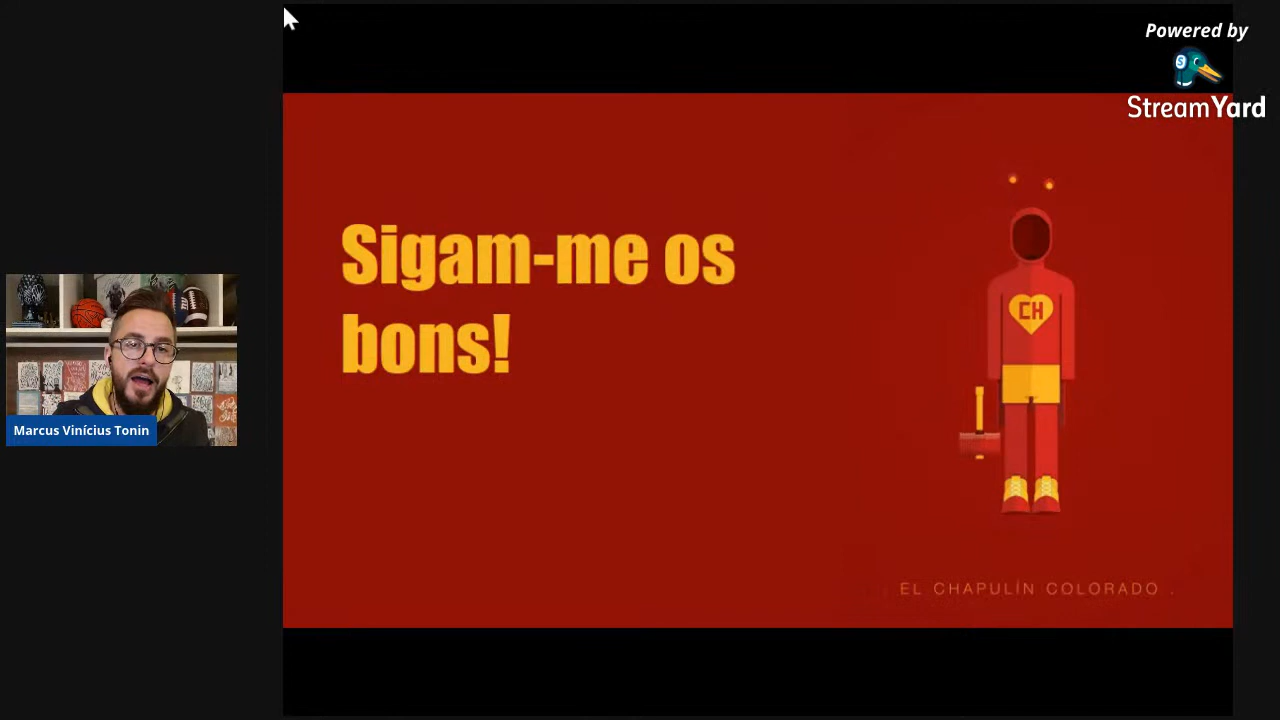 Powered by
StreamYard
Sigam-me os
bons!
CH
Marcus Vinícius Tonin
EL CHAPULÍN COLORADO .